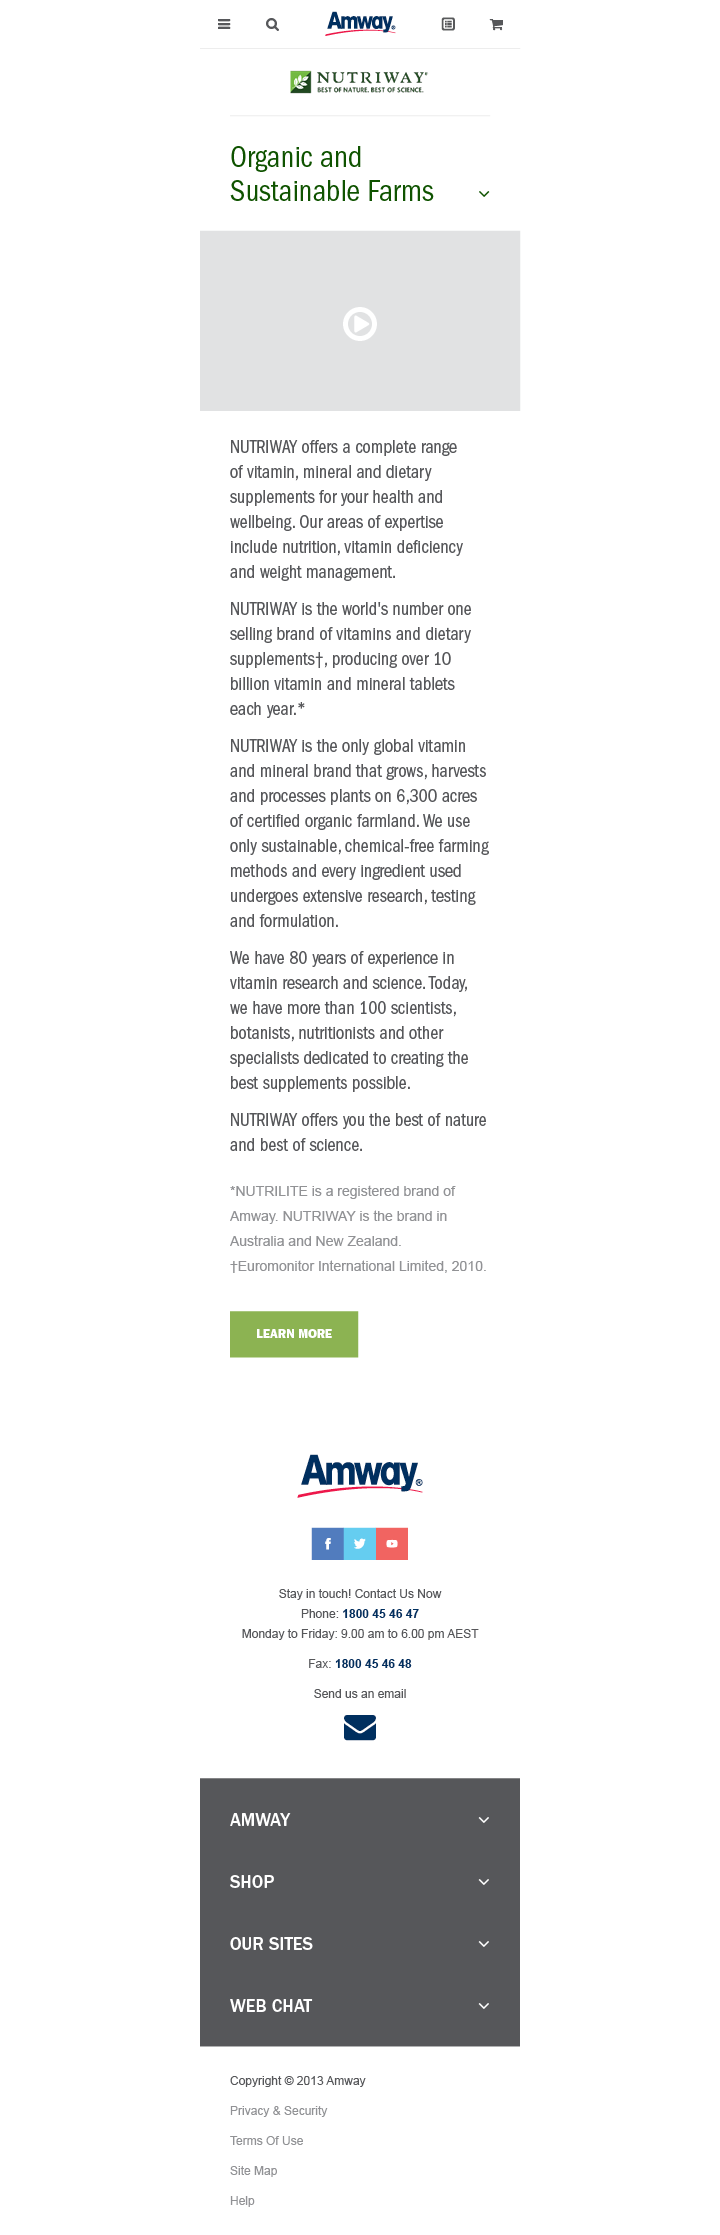 Amway®
NUTRIWAY®
BEST OF NATURE. BEST OF SCIENCE.
Organic and
Sustainable Farms
NUTRIWAY offers a complete range
of vitamin, mineral and dietary
supplements for your health and
wellbeing. Our areas of expertise
include nutrition, vitamin deficiency
and weight management.
NUTRIWAY is the world's number one
selling brand of vitamins and dietary
supplements†, producing over 10
billion vitamin and mineral tablets
each year.*
NUTRIWAY is the only global vitamin
and mineral brand that grows, harvests
and processes plants on 6,300 acres
of certified organic farmland. We use
only sustainable, chemical-free farming
methods and every ingredient used
undergoes extensive research, testing
and formulation.
We have 80 years of experience in
vitamin research and science. Today,
we have more than 100 scientists,
botanists, nutritionists and other
specialists dedicated to creating the
best supplements possible.
NUTRIWAY offers you the best of nature
and best of science.
*NUTRILITE is a registered brand of
Amway. NUTRIWAY is the brand in
Australia and New Zealand.
†Euromonitor International Limited, 2010.
LEARN MORE
Amway®
Stay in touch! Contact Us Now
Phone: 1800 45 46 47
Monday to Friday: 9.00 am to 6.00 pm AEST
Fax: 1800 45 46 48
Send us an email
AMWAY
SHOP
OUR SITES
WEB CHAT
Copyright © 2013 Amway
Privacy & Security
Terms Of Use
Site Map
Help